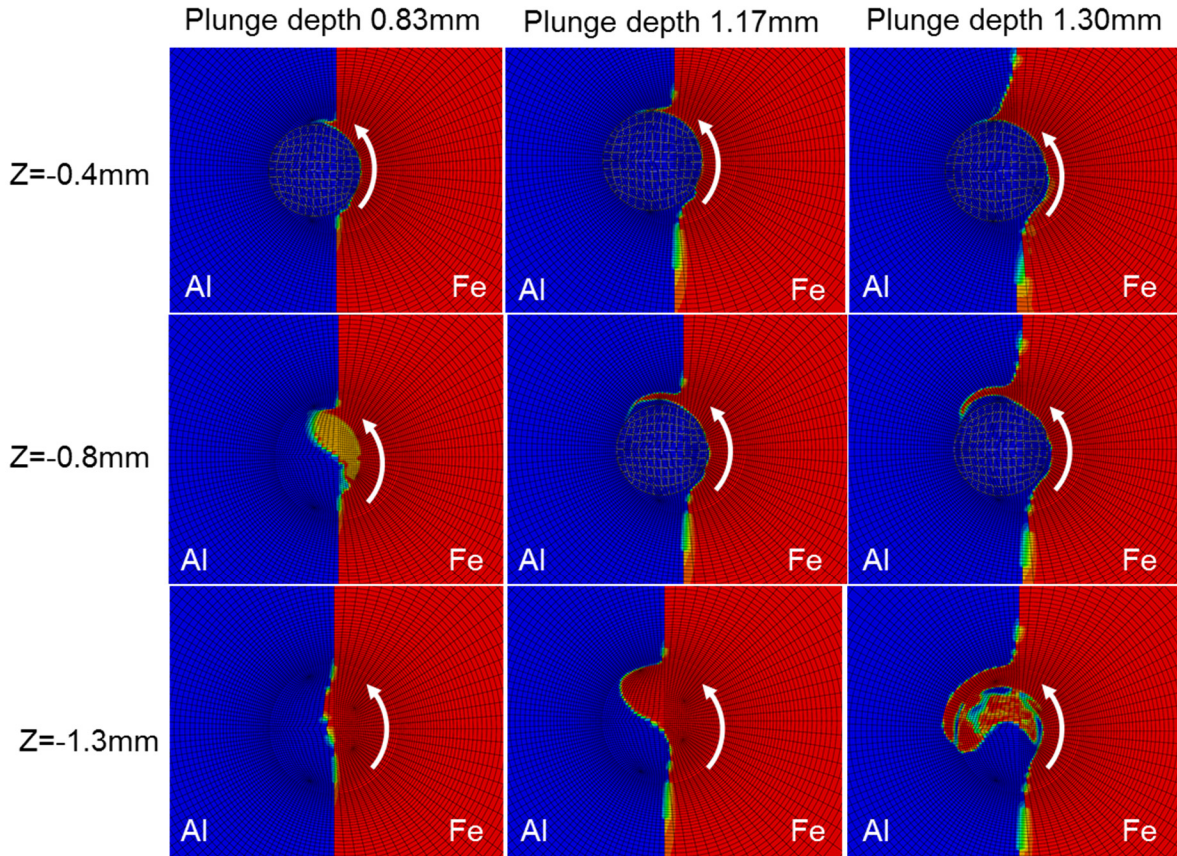 Plunge depth 0.83mm Plunge depth 1.17mm Plunge depth 1.30mm
Z=-0.4mm
Al Fe Al Fe Al Fe
Z=-0.8mm
Al Fe Al Fe Al Fe
Z=-1.3mm
Al Fe Al Fe Al Fe